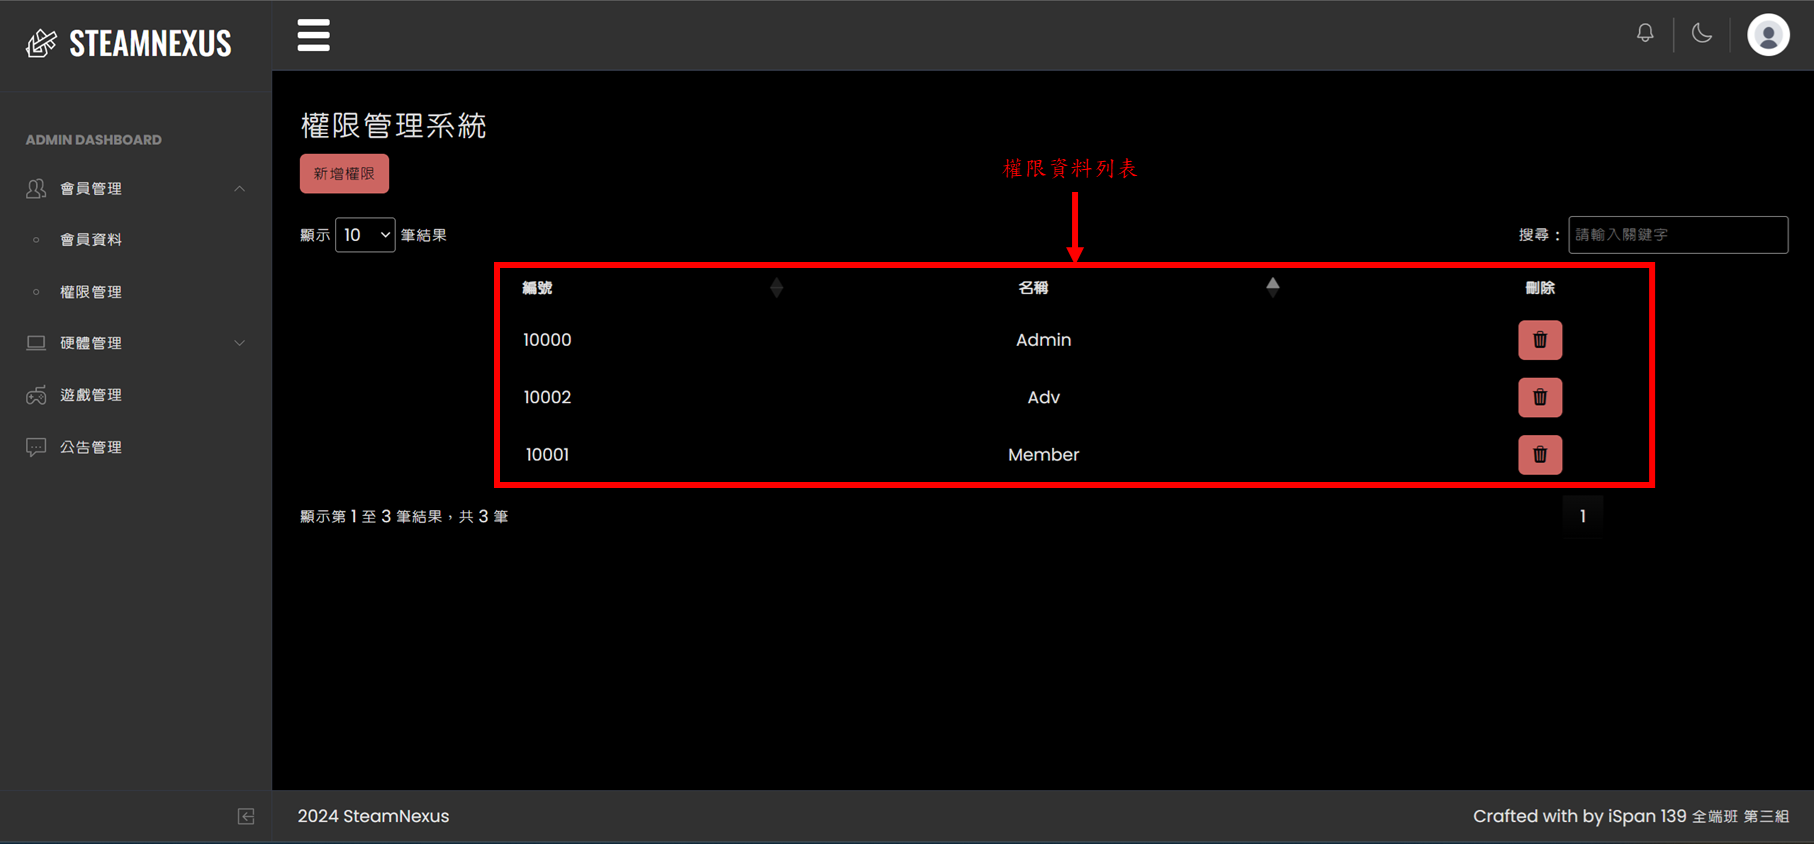 STEAMNEXUS
ADMIN DASHBOARD
會員管理
會員資料
權限管理
硬體管理
遊戲管理
公告管理
權限管理系統
新增權限
權限資料列表
顯示 10 筆結果
搜尋： 請輸入關鍵字
編號 名稱 刪除
10000 Admin
10002 Adv
10001 Member
顯示第 1 至 3 筆結果，共 3 筆
1
2024 SteamNexus
Crafted with by iSpan 139 全端班 第三組